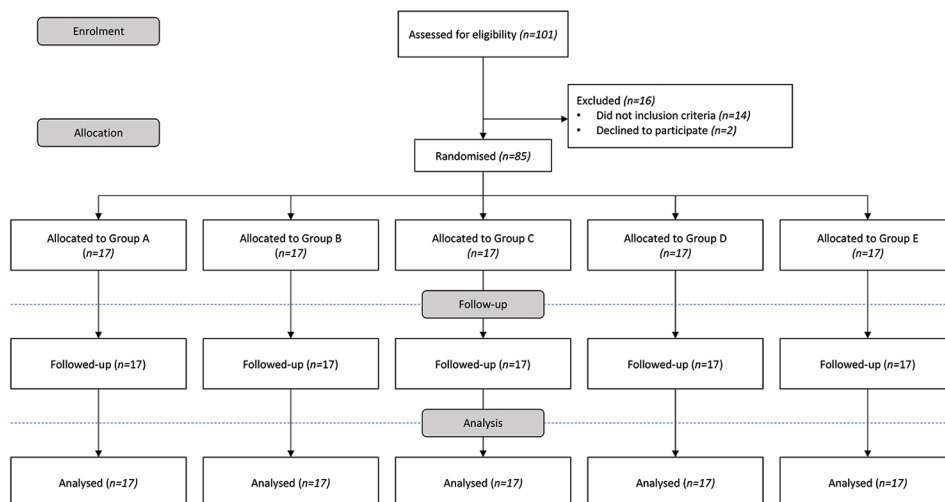 Enrolment
Assessed for eligibility (n=101)
Excluded (n=16)
• Did not inclusion criteria (n=14)
• Declined to participate (n=2)
Allocation
Randomised (n=85)
Allocated to Group A
(n=17)
Allocated to Group B
(n=17)
Allocated to Group C
(n=17)
Allocated to Group D
(n=17)
Allocated to Group E
(n=17)
Follow-up
Followed-up (n=17)
Followed-up (n=17)
Followed-up (n=17)
Followed-up (n=17)
Followed-up (n=17)
Analysis
Analysed (n=17)
Analysed (n=17)
Analysed (n=17)
Analysed (n=17)
Analysed (n=17)